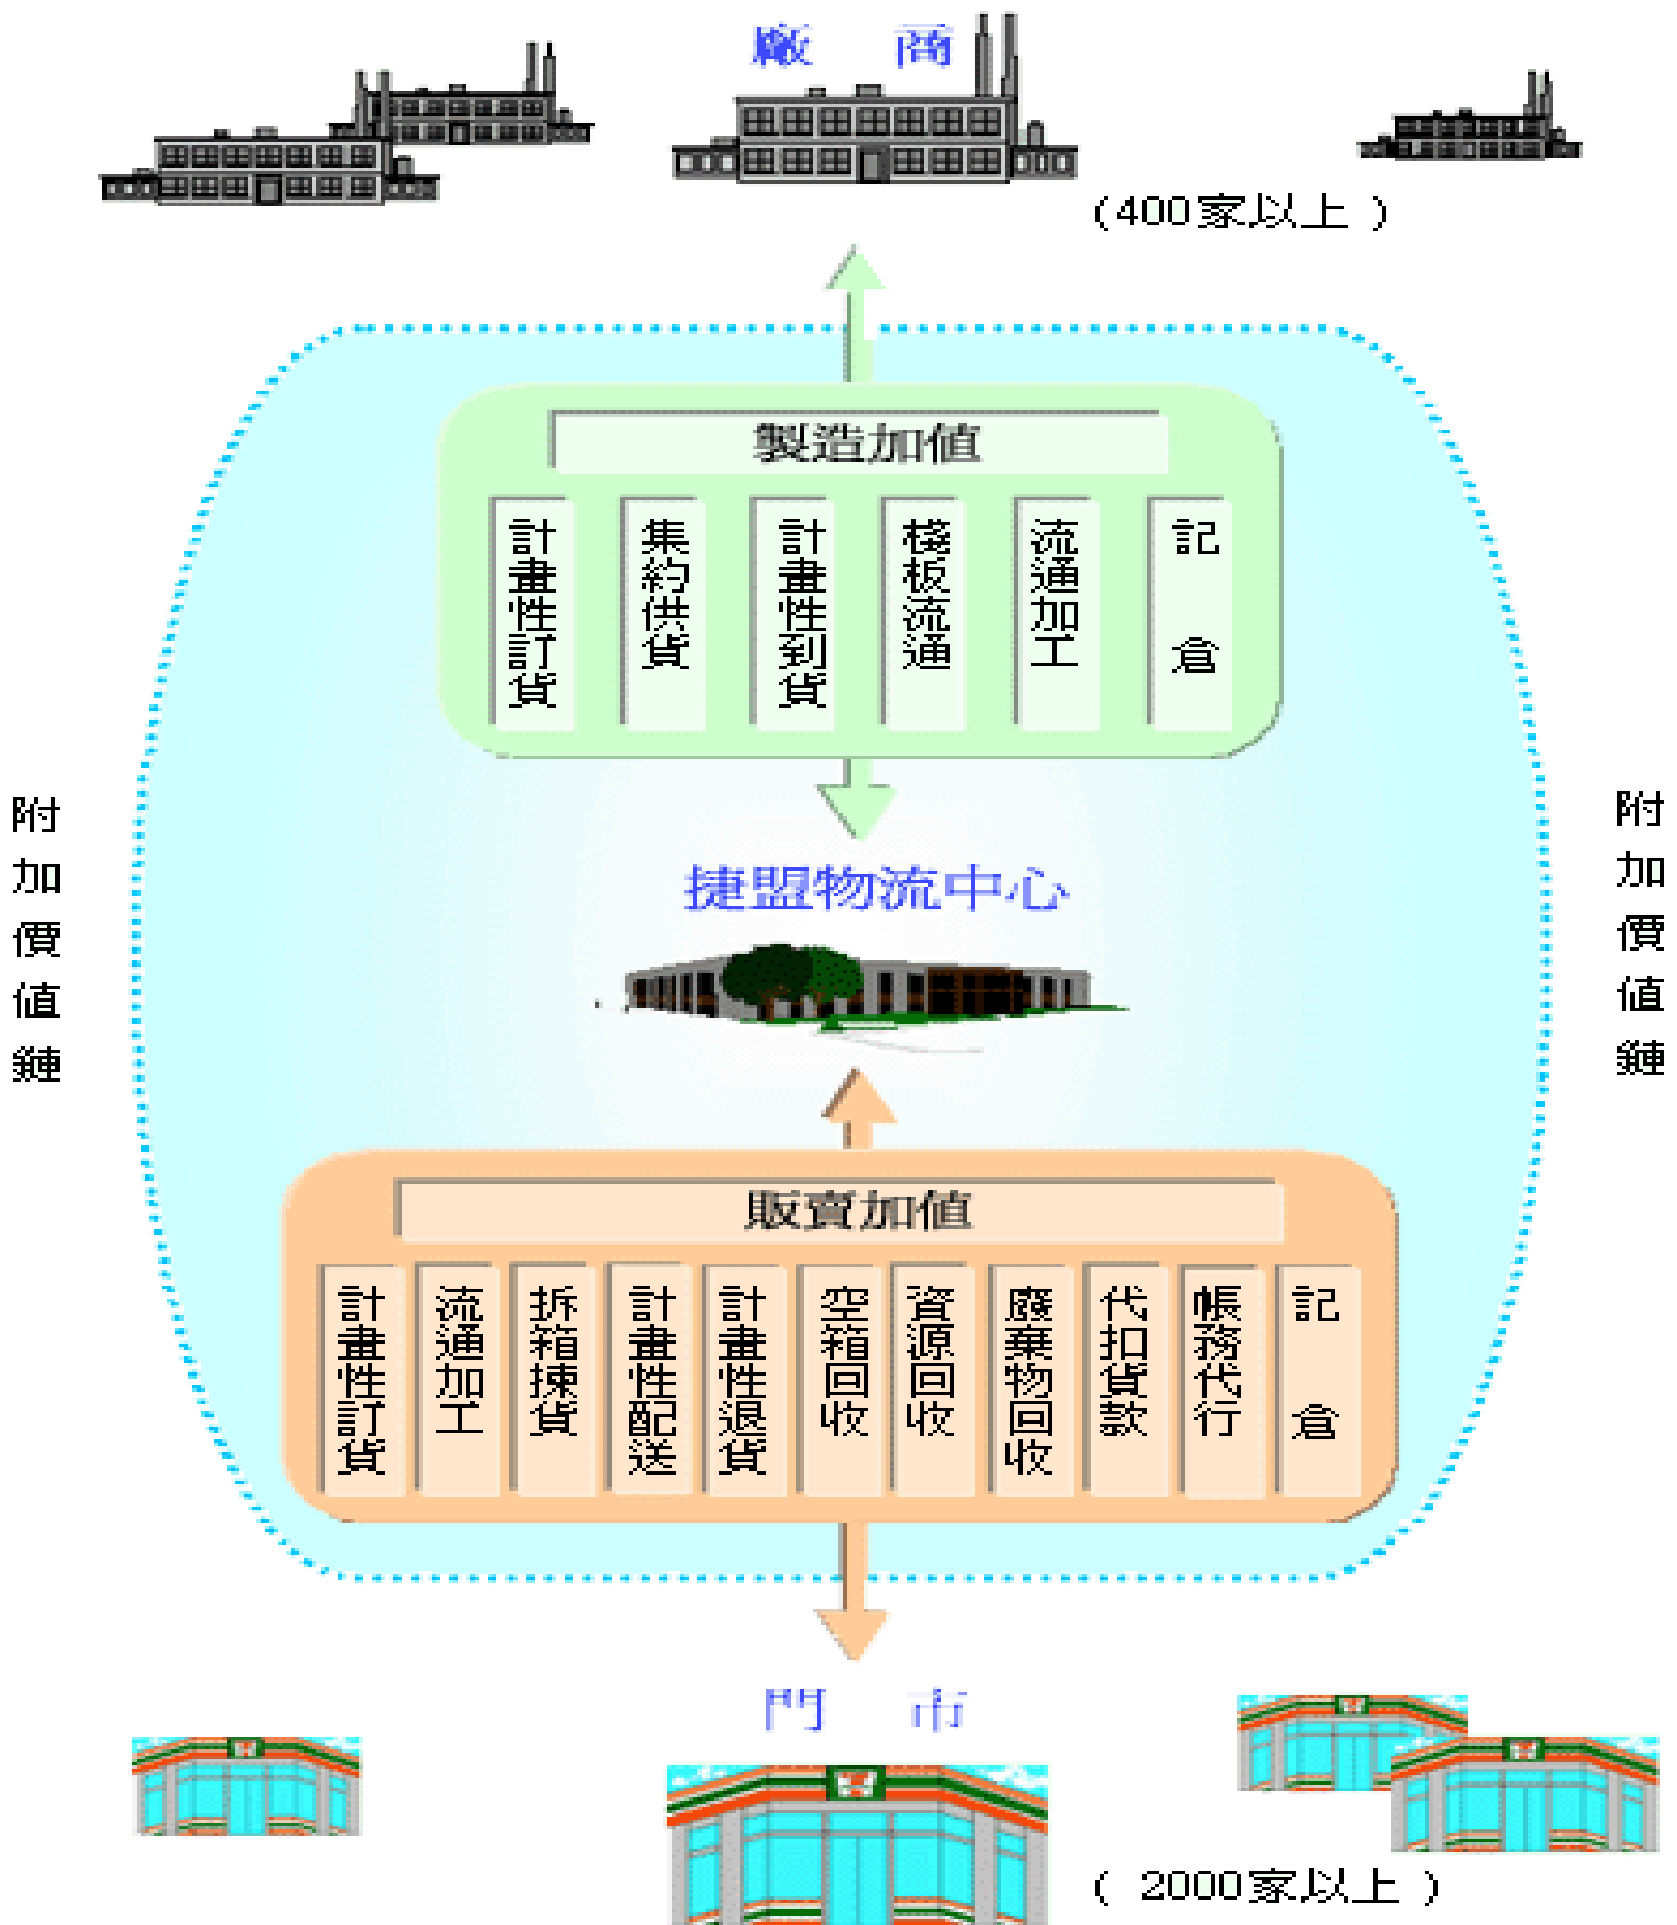 廠 商
(400家以上 )
製造加值
計畫性訂貨
集約供貨
計畫性到貨
棧板流通
流通加工
記 倉
附加價值鏈
附加價值鏈
捷盟物流中心
販賣加值
計畫性訂貨
流通加工
拆箱揀貨
計畫性配送
計畫性退貨
空箱回收
資源回收
廢棄物回收
代扣貨款
帳務代行
記 倉
門 市
( 2000家以上 )